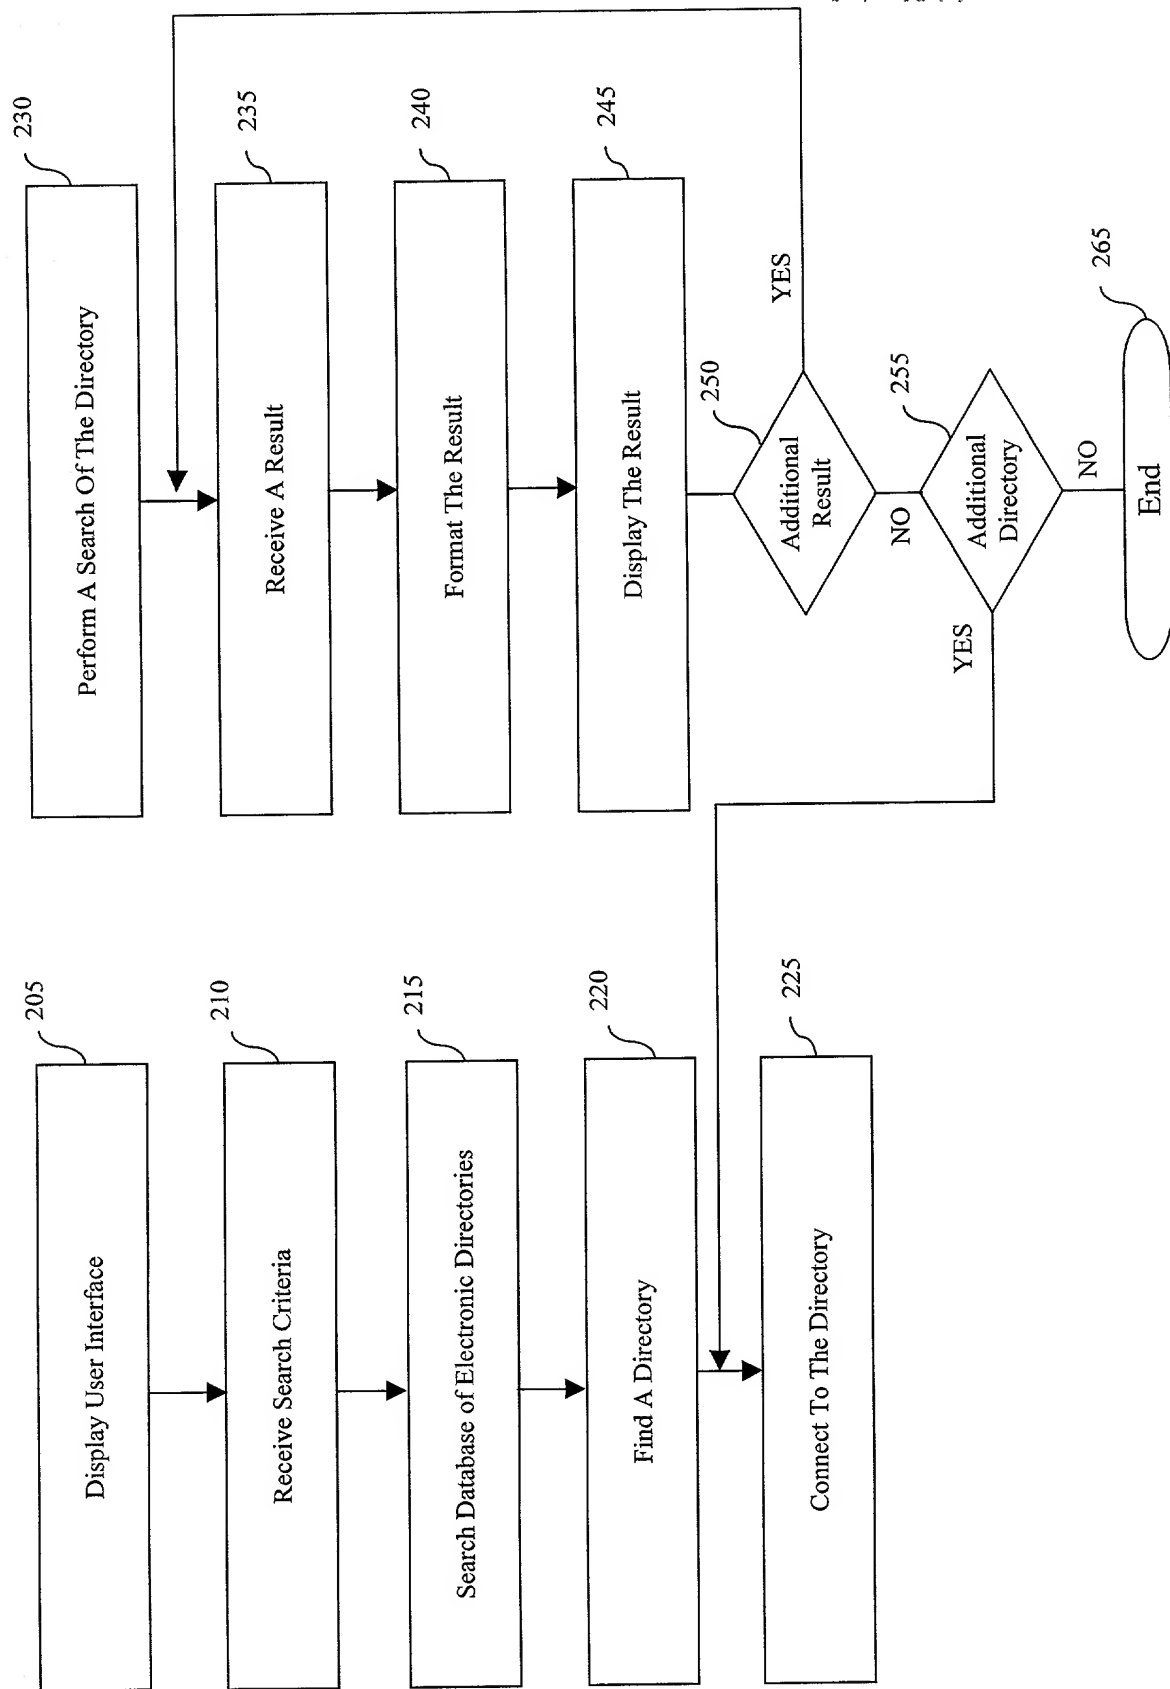 205
Display User Interface
210
Receive Search Criteria
215
Search Database of Electronic Directories
220
Find A Directory
225
Connect To The Directory
230
Perform A Search Of The Directory
235
Receive A Result
240
Format The Result
245
Display The Result
250
Additional
Result
YES
NO
255
Additional
Directory
YES
NO
265
End